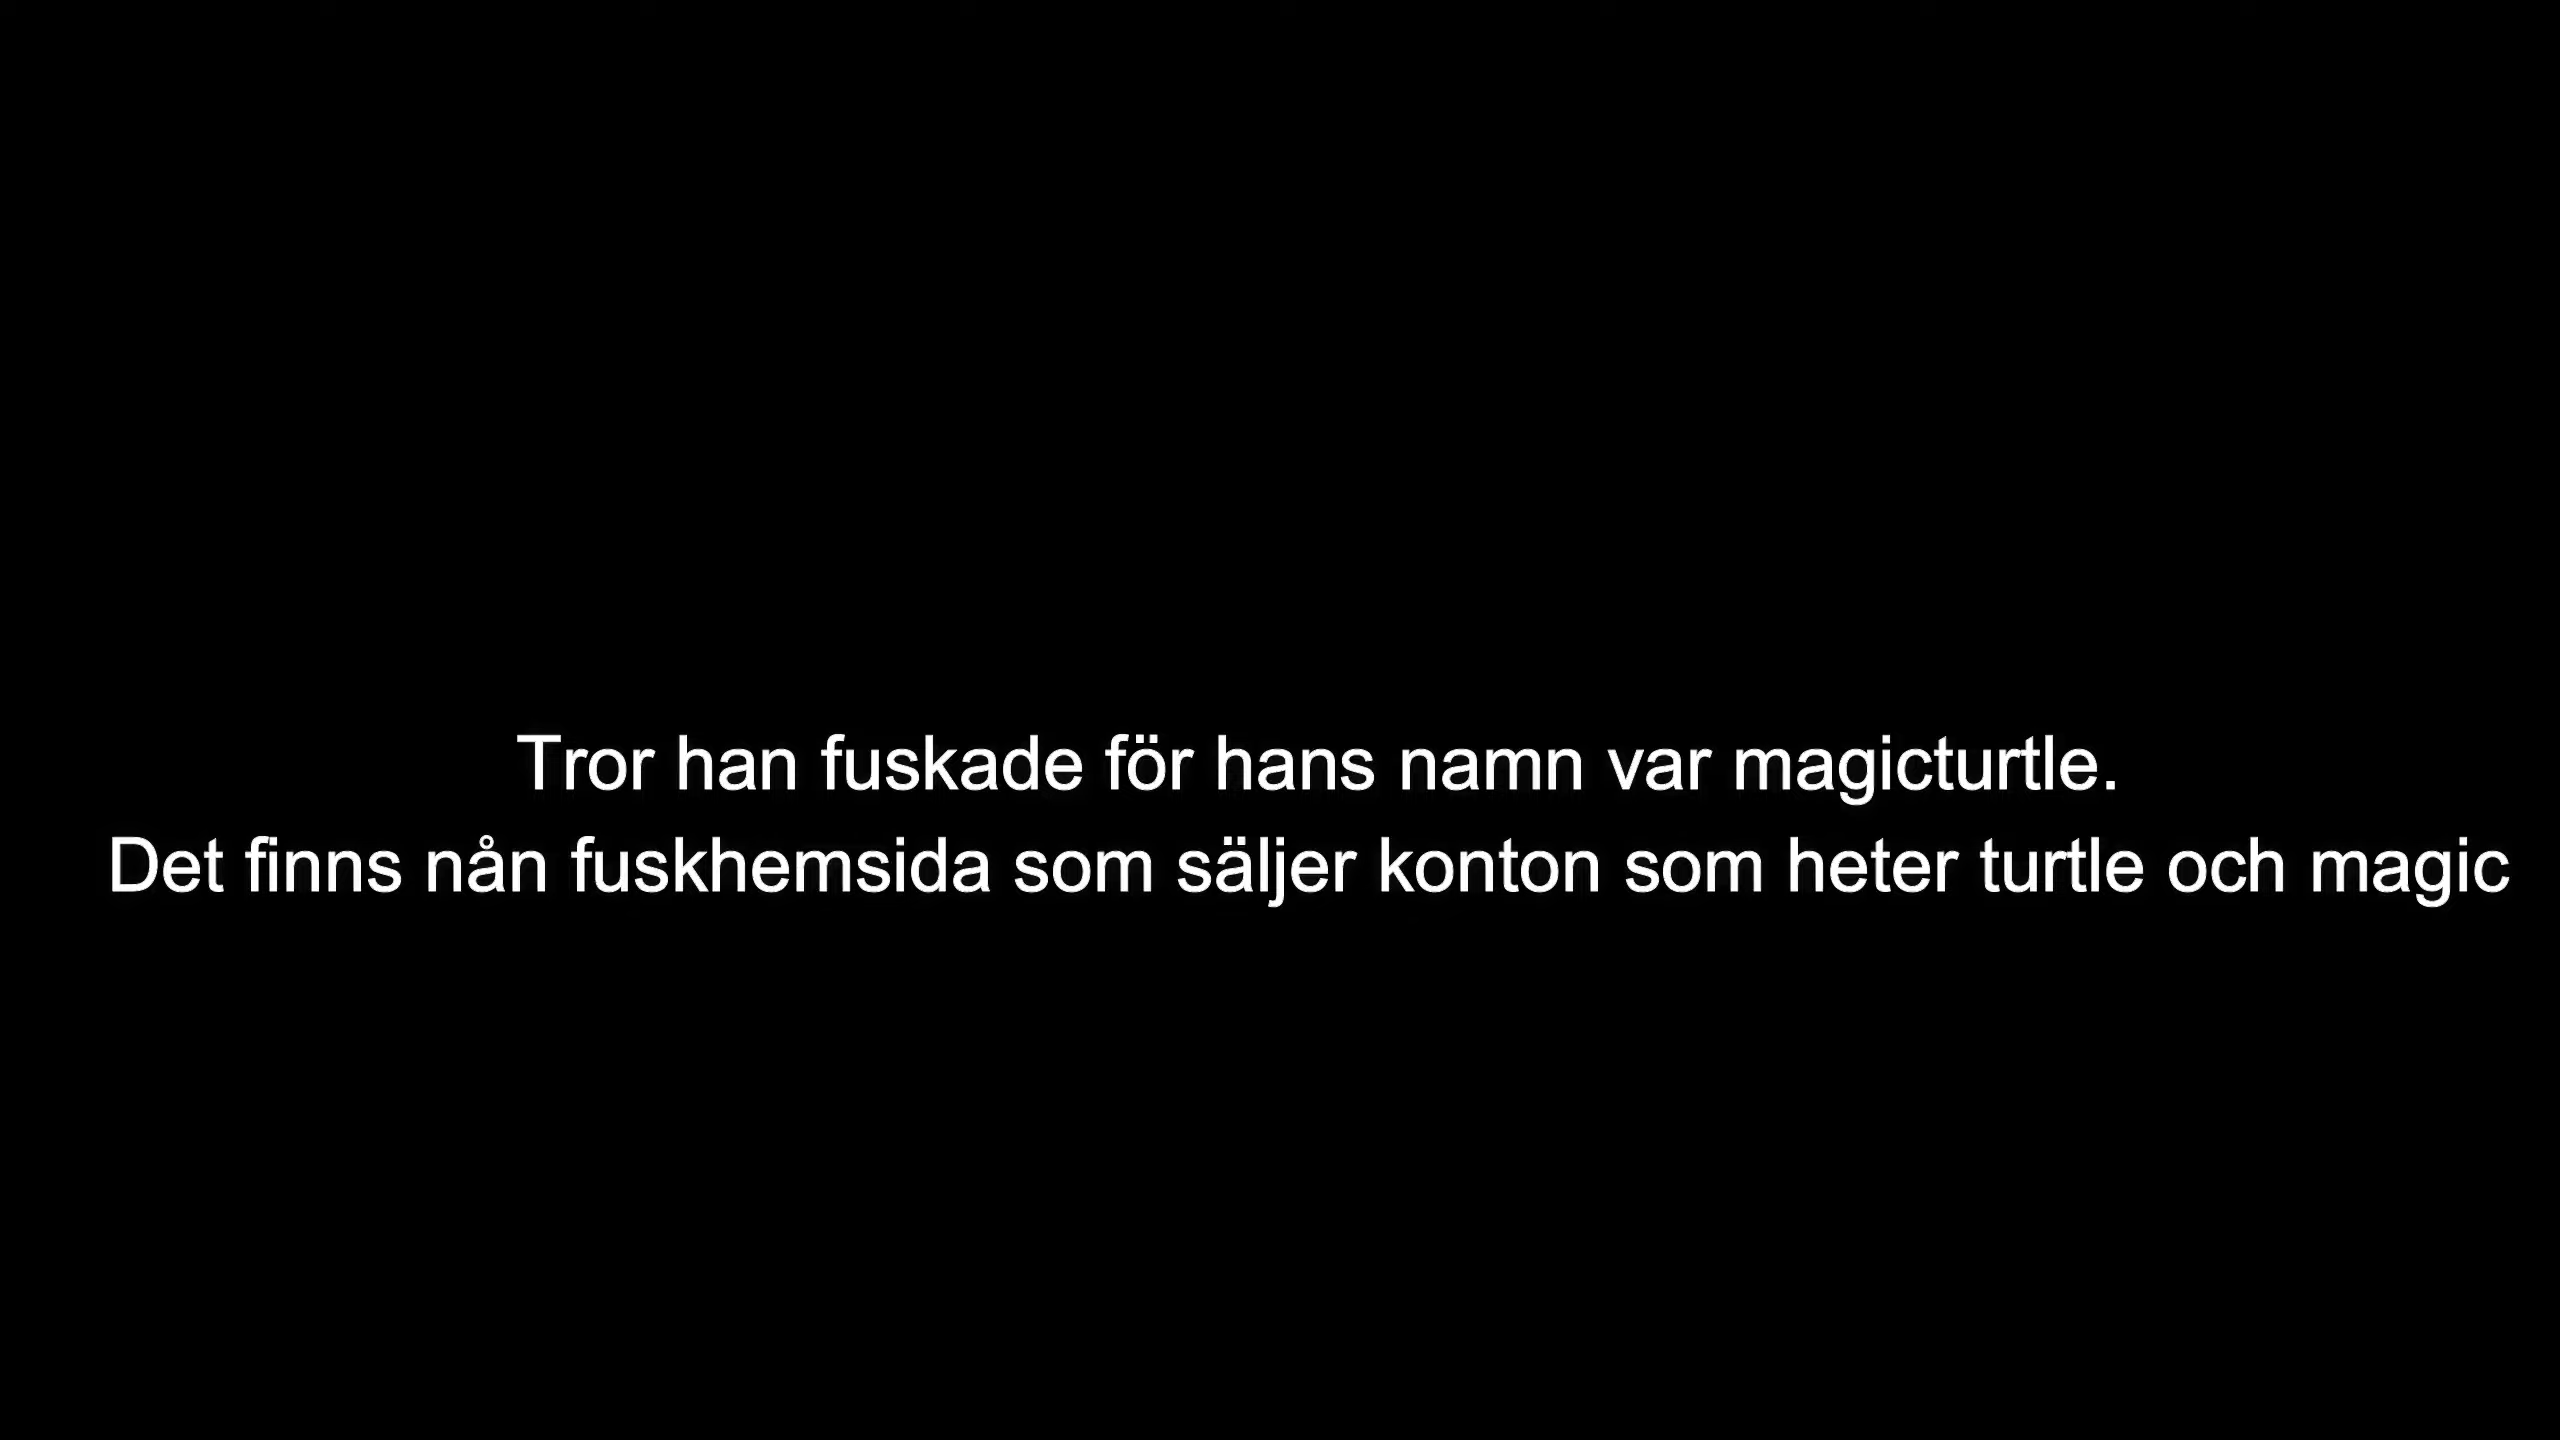 Tror han fuskade för hans namn var magicturtle.
Det finns nån fuskhemsida som säljer konton som heter turtle och magic